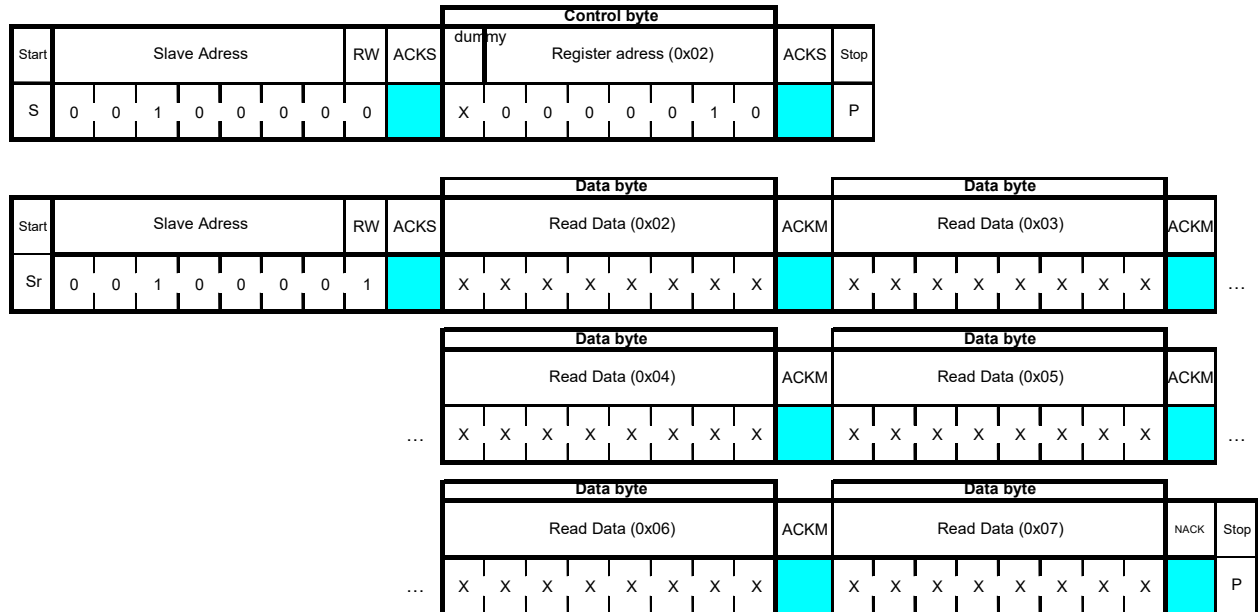 Control byte
Start Slave Adress RW ACKS dummy Register adress (0x02) ACKS Stop
S 0 0 1 0 0 0 0 0 X 0 0 0 0 0 1 0 P
Data byte Data byte
Start Slave Adress RW ACKS Read Data (0x02) ACKM Read Data (0x03) ACKM
Sr 0 0 1 0 0 0 0 1 X X X X X X X X X X X X X X X X …
Data byte Data byte
Read Data (0x04) ACKM Read Data (0x05) ACKM
… X X X X X X X X X X X X X X X X …
Data byte Data byte
Read Data (0x06) ACKM Read Data (0x07) NACK Stop
… X X X X X X X X X X X X X X X X P